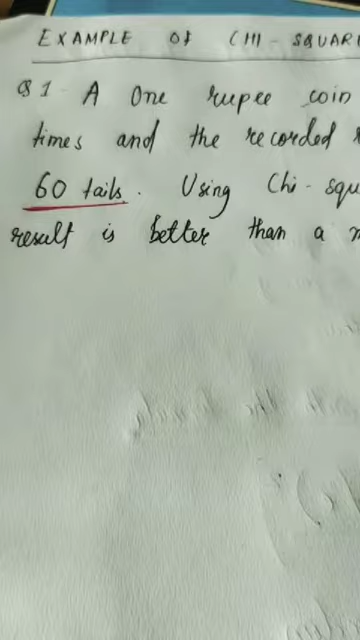 EXAMPLE OF CHI - SQUARE
Q1 - A One rupee coin
times and the recorded
60 tails. Using Chi - squ
result is better than a